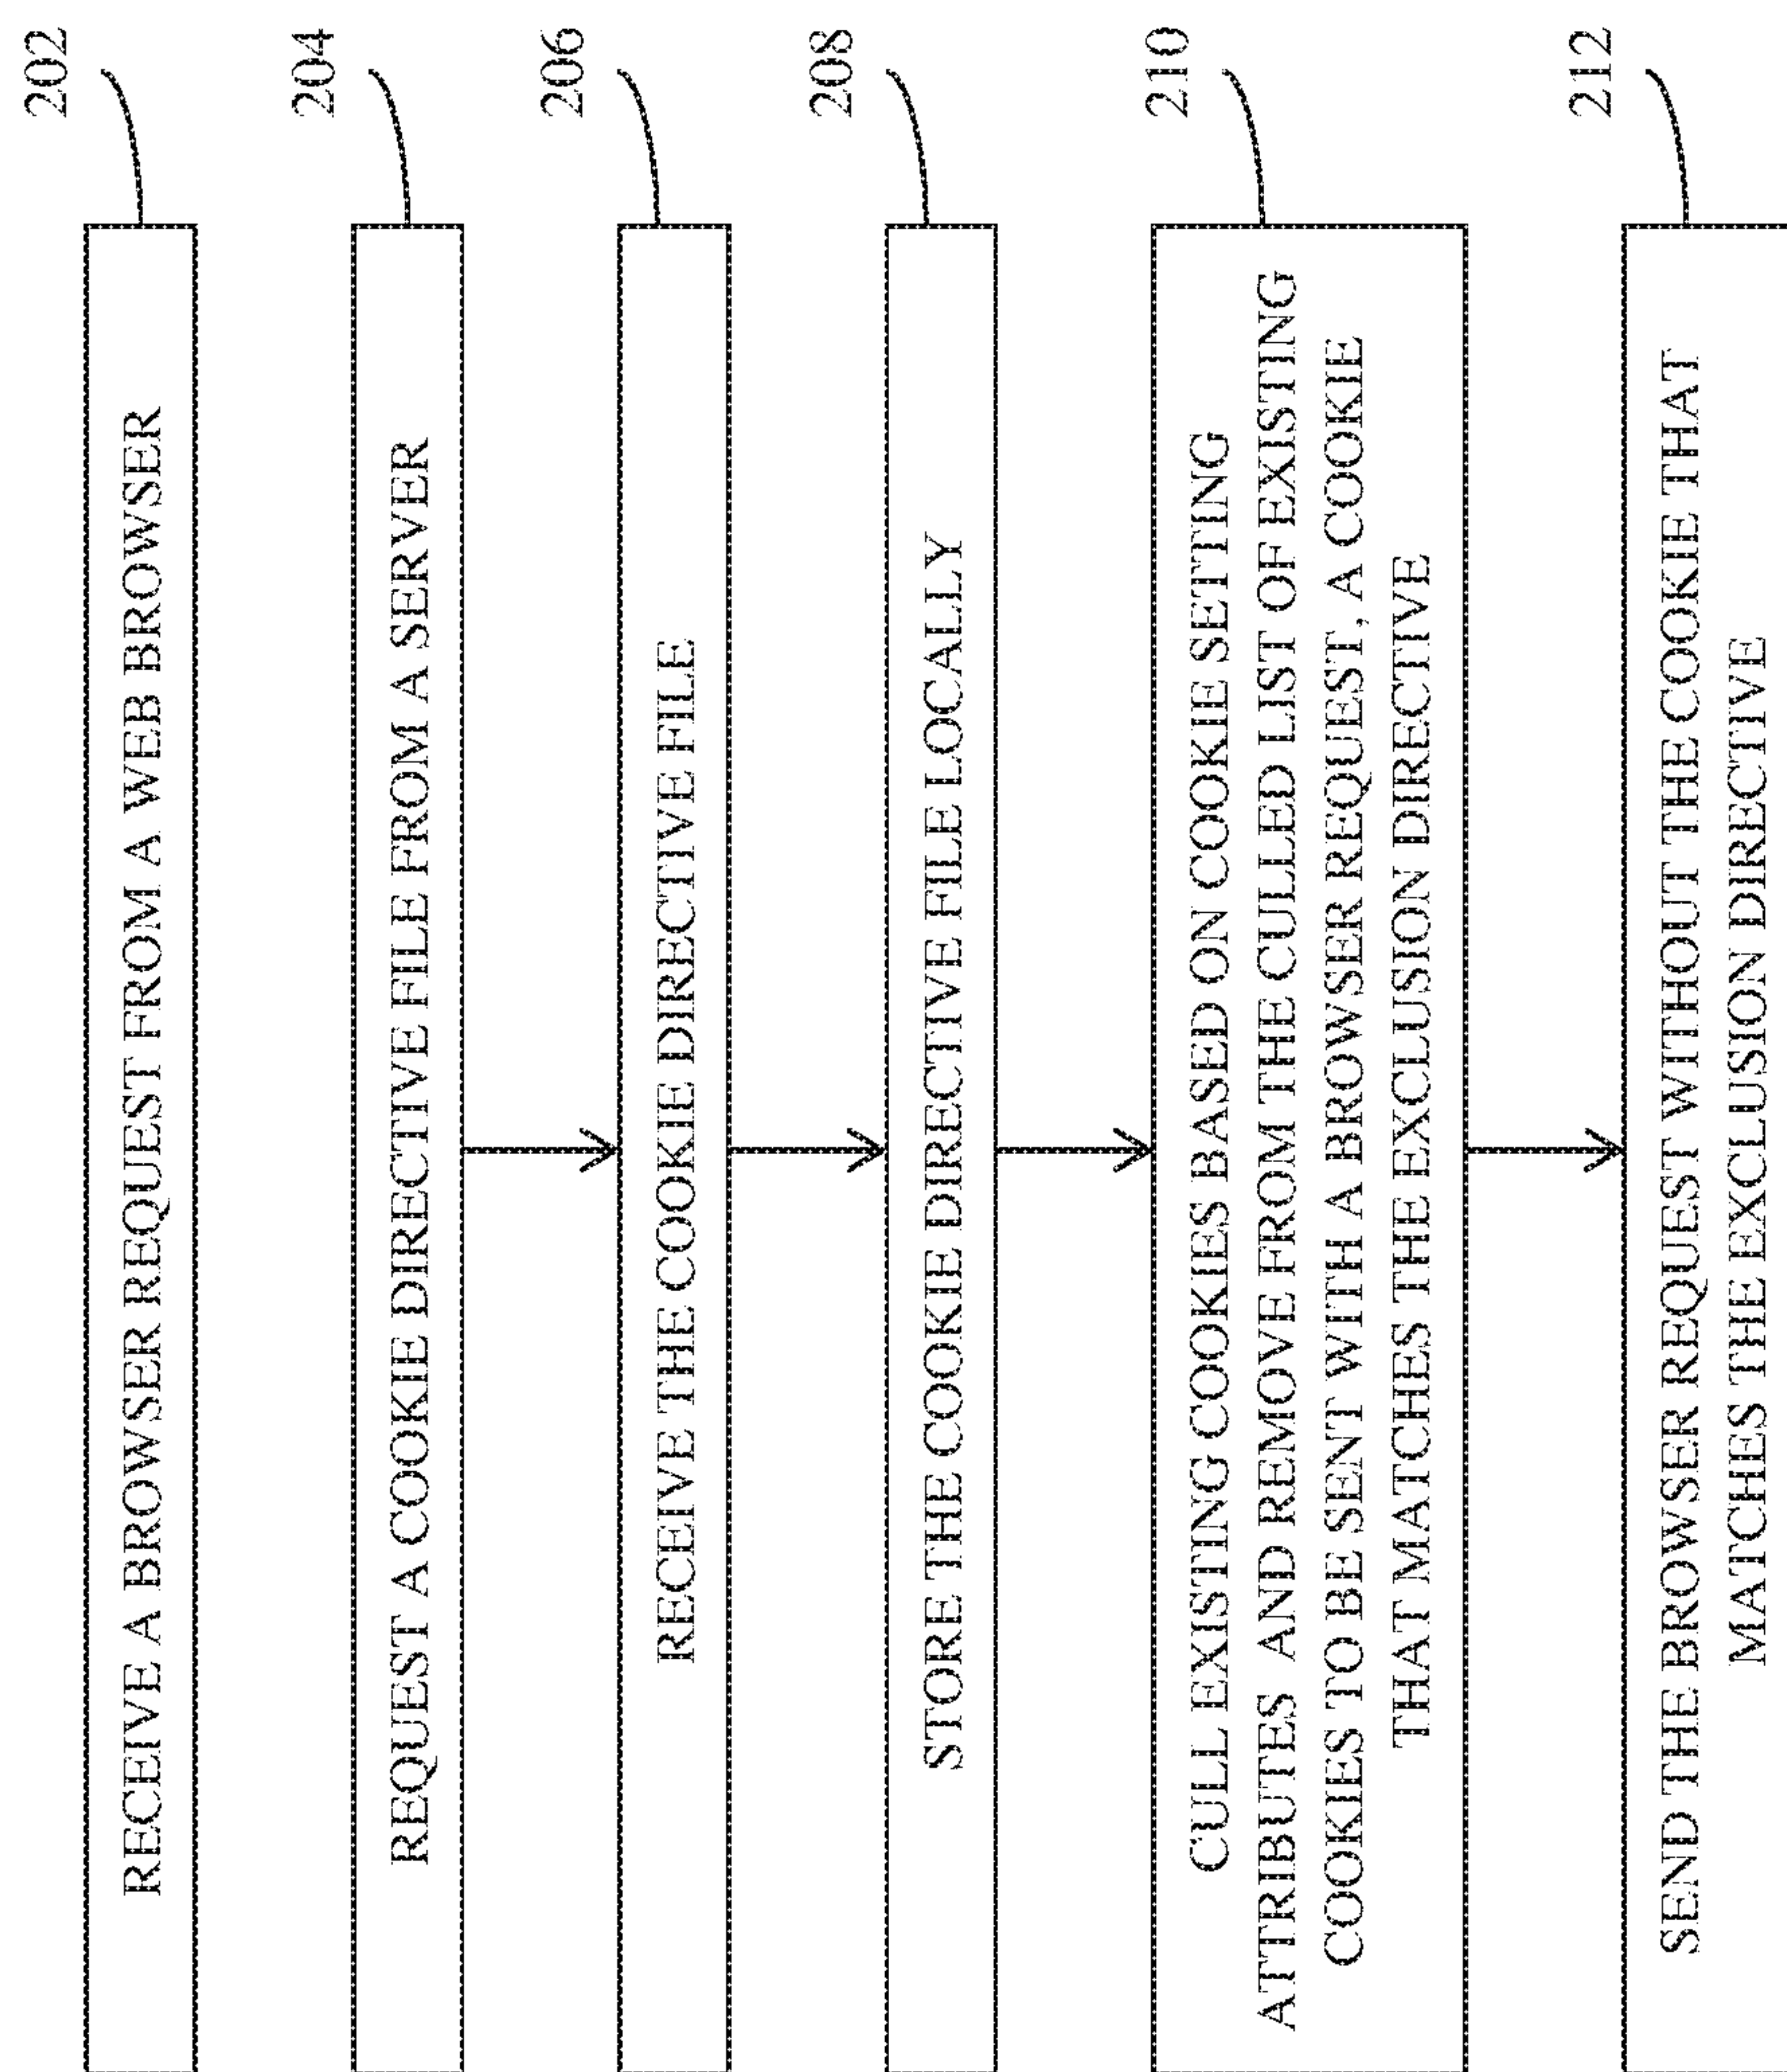 202
RECEIVE A BROWSER REQUEST FROM A WEB BROWSER
204
REQUEST A COOKIE DIRECTIVE FILE FROM A SERVER
206
RECEIVE THE COOKIE DIRECTIVE FILE
208
STORE THE COOKIE DIRECTIVE FILE LOCALLY
210
CULL EXISTING COOKIES BASED ON COOKIE SETTING
ATTRIBUTES AND REMOVE FROM THE CULLED LIST OF EXISTING
COOKIES TO BE SENT WITH A BROWSER REQUEST, A COOKIE
THAT MATCHES THE EXCLUSION DIRECTIVE
212
SEND THE BROWSER REQUEST WITHOUT THE COOKIE THAT
MATCHES THE EXCLUSION DIRECTIVE